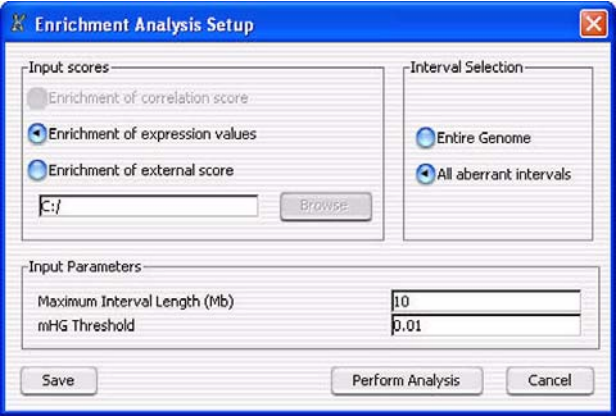 Enrichment Analysis Setup
Input scores
Enrichment of correlation score
Enrichment of expression values
Enrichment of external score
C:/
Browse
Interval Selection
Entire Genome
All aberrant intervals
Input Parameters
Maximum Interval Length (Mb) 10
mHG Threshold 0.01
Save Perform Analysis Cancel